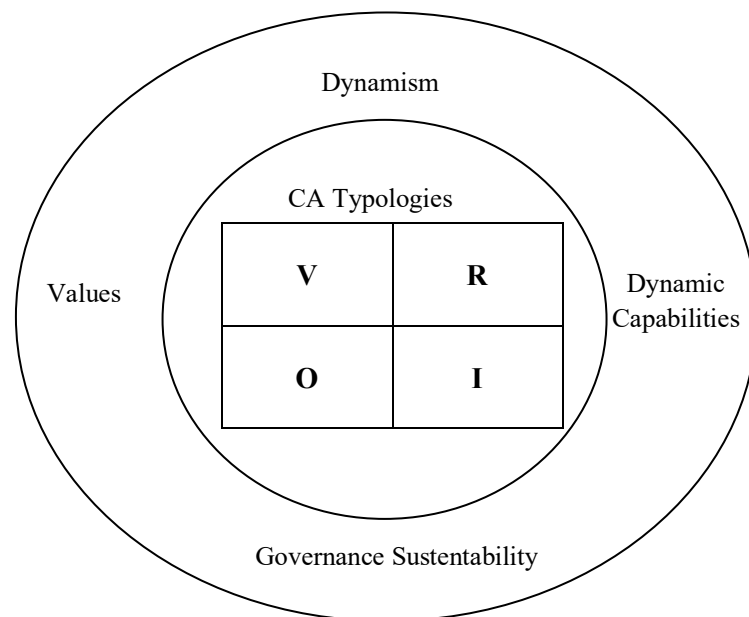 Dynamism
CA Typologies
V R
Values
Dynamic
Capabilities
O I
Governance Sustentability